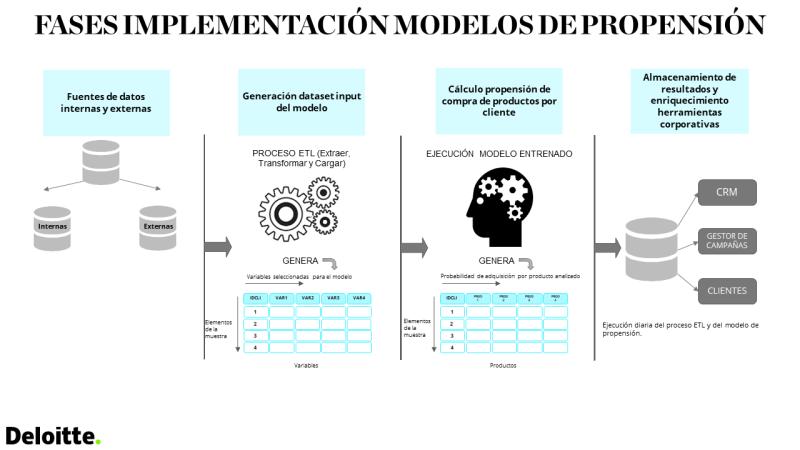 FASES IMPLEMENTACIÓN MODELOS DE PROPENSIÓN
Fuentes de datos
internas y externas
Internas
Externas
Generación dataset input
del modelo
PROCESO ETL (Extraer,
Transformar y Cargar)
GENERA
Variables seleccionadas para el modelo
Elementos
de la
muestra
IDCLI VAR1 VAR2 VAR3 VAR4
1
2
3
4
Variables
Cálculo propensión de
compra de productos por
cliente
EJECUCIÓN MODELO ENTRENADO
GENERA
Probabilidad de adquisición por producto analizado
Elementos
de la
muestra
IDCLI PROD 1 PROD 2 PROD 3 PROD 4
1
2
3
4
Productos
Almacenamiento de
resultados y
enriquecimiento
herramientas
corporativas
CRM
GESTOR DE
CAMPAÑAS
CLIENTES
Ejecución diaria del proceso ETL y del modelo de
propensión.
Deloitte.